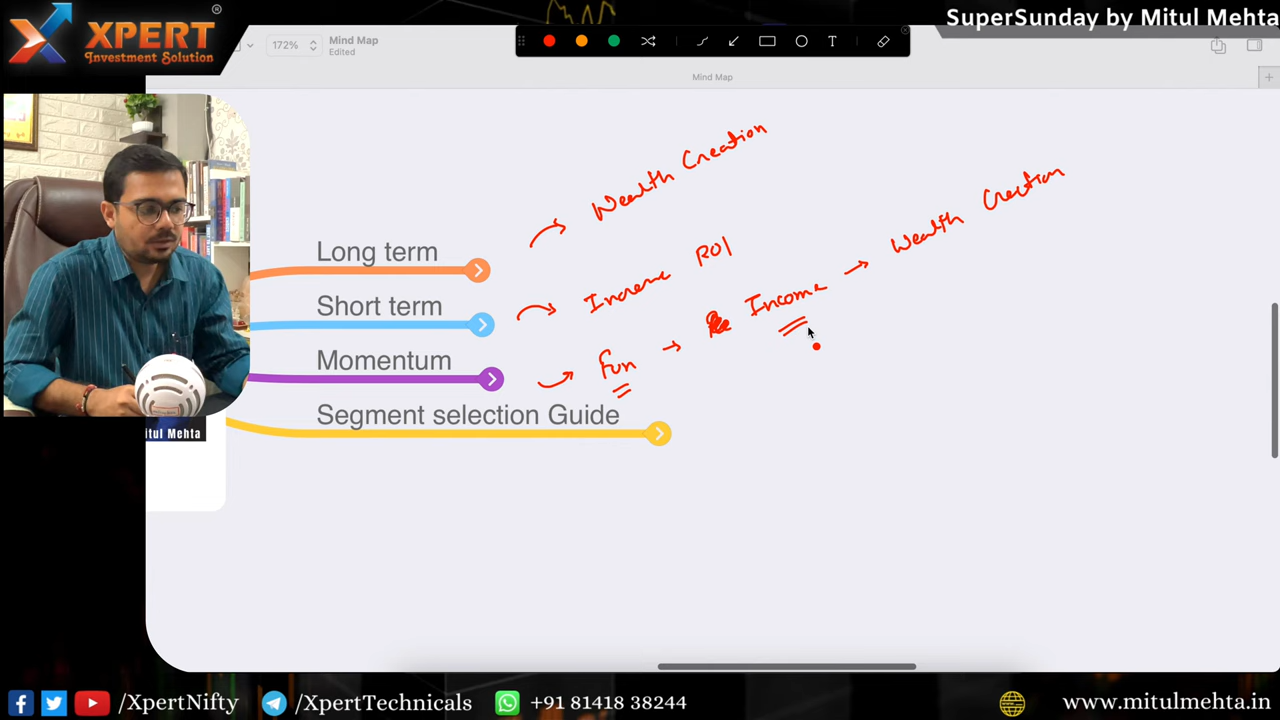 SuperSunday by Mitul Mehta
XPERT
Investment Solution
®
172%
Mind Map
Edited
T
Mind Map
Wealth Creation
Wealth Creation
Long term
Increase ROI
Income
Short term
Fun
Momentum
Segment selection Guide
itul Mehta
/XpertNifty
/XpertTechnicals
+91 81418 38244
www.mitulmehta.in